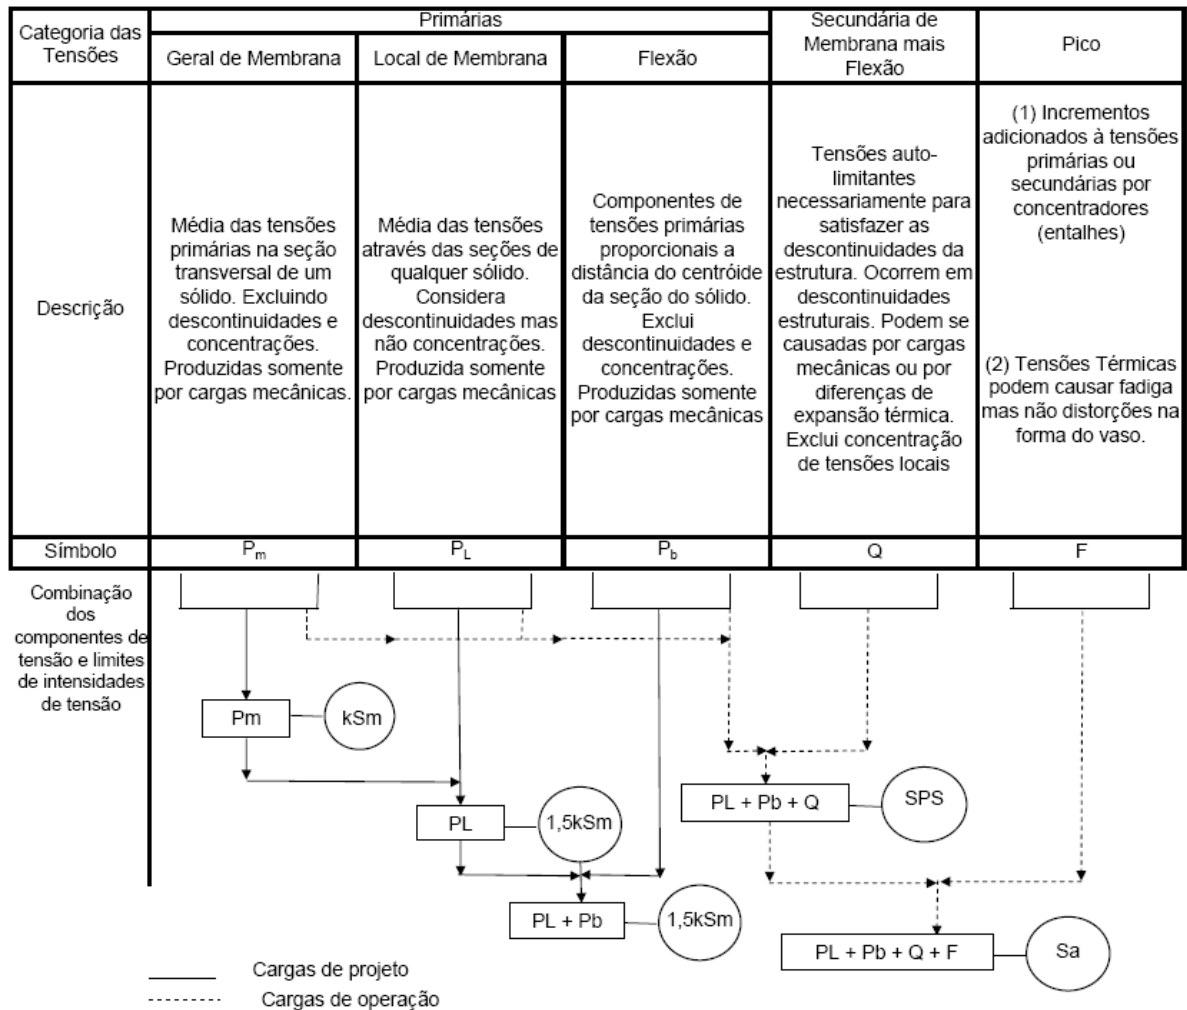 Categoria das
Tensões
Primárias
Geral de Membrana
Local de Membrana
Flexão
Secundária de
Membrana mais
Flexão
Pico
Descrição
Média das tensões
primárias na seção
transversal de um
sólido. Excluindo
descontinuidades e
concentrações.
Produzidas somente
por cargas mecânicas.
Média das tensões
através das seções de
qualquer sólido.
Considera
descontinuidades mas
não concentrações.
Produzida somente
por cargas mecânicas
Componentes de
tensões primárias
proporcionais a
distância do centróide
da seção do sólido.
Exclui
descontinuidades e
concentrações.
Produzidas somente
por cargas mecânicas
Tensões auto-
limitantes
necessariamente para
satisfazer as
descontinuidades da
estrutura. Ocorrem em
descontinuidades
estruturais. Podem se
causadas por cargas
mecânicas ou por
diferenças de
expansão térmica.
Exclui concentração
de tensões locais
(1) Incrementos
adicionados à tensões
primárias ou
secundárias por
concentradores
(entalhes)
(2) Tensões Térmicas
podem causar fadiga
mas não distorções na
forma do vaso.
Símbolo
Pm
PL
Pb
Q
F
Combinação
dos
componentes de
tensão e limites
de intensidades
de tensão
Pm
kSm
PL
1,5kSm
PL + Pb + Q
SPS
PL + Pb
1,5kSm
PL + Pb + Q + F
Sa
Cargas de projeto
Cargas de operação